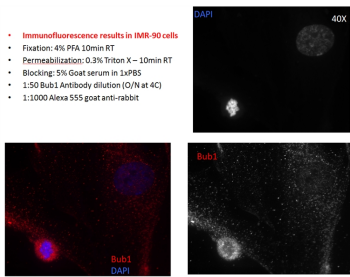 Immunofluorescence results in IMR-90 cells
Fixation: 4% PFA 10min RT
Permeabilization: 0.3% Triton X – 10min RT
Blocking: 5% Goat serum in 1xPBS
1:50 Bub1 Antibody dilution (O/N at 4C)
1:1000 Alexa 555 goat anti-rabbit
DAPI
40X
Bub1
DAPI
Bub1